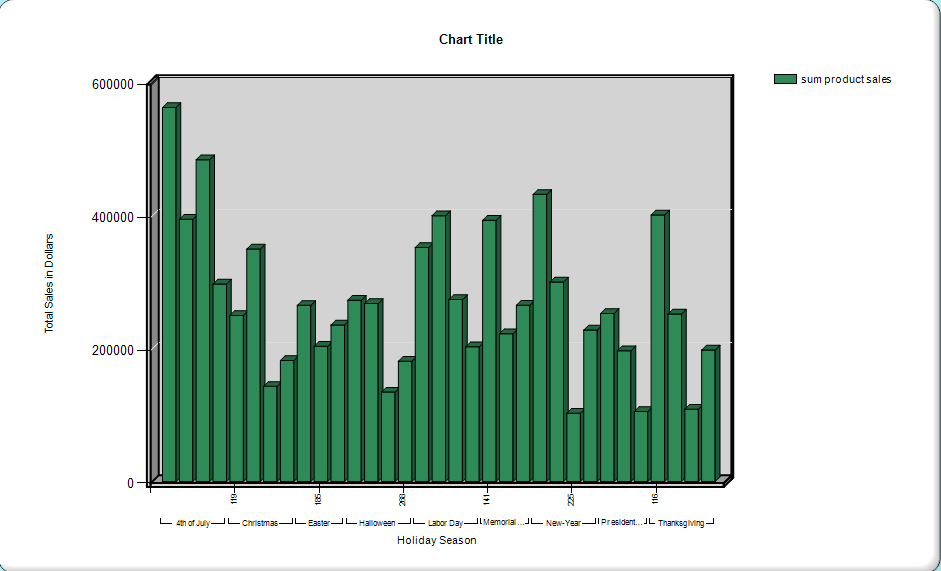 Chart Title
sum product sales
600000
400000
200000
0
Total Sales in Dollars
119 185 208 141 225 116
4th of July Christmas Easter Halloween Labor Day Memorial ... New-Year President... Thanksgiving
Holiday Season